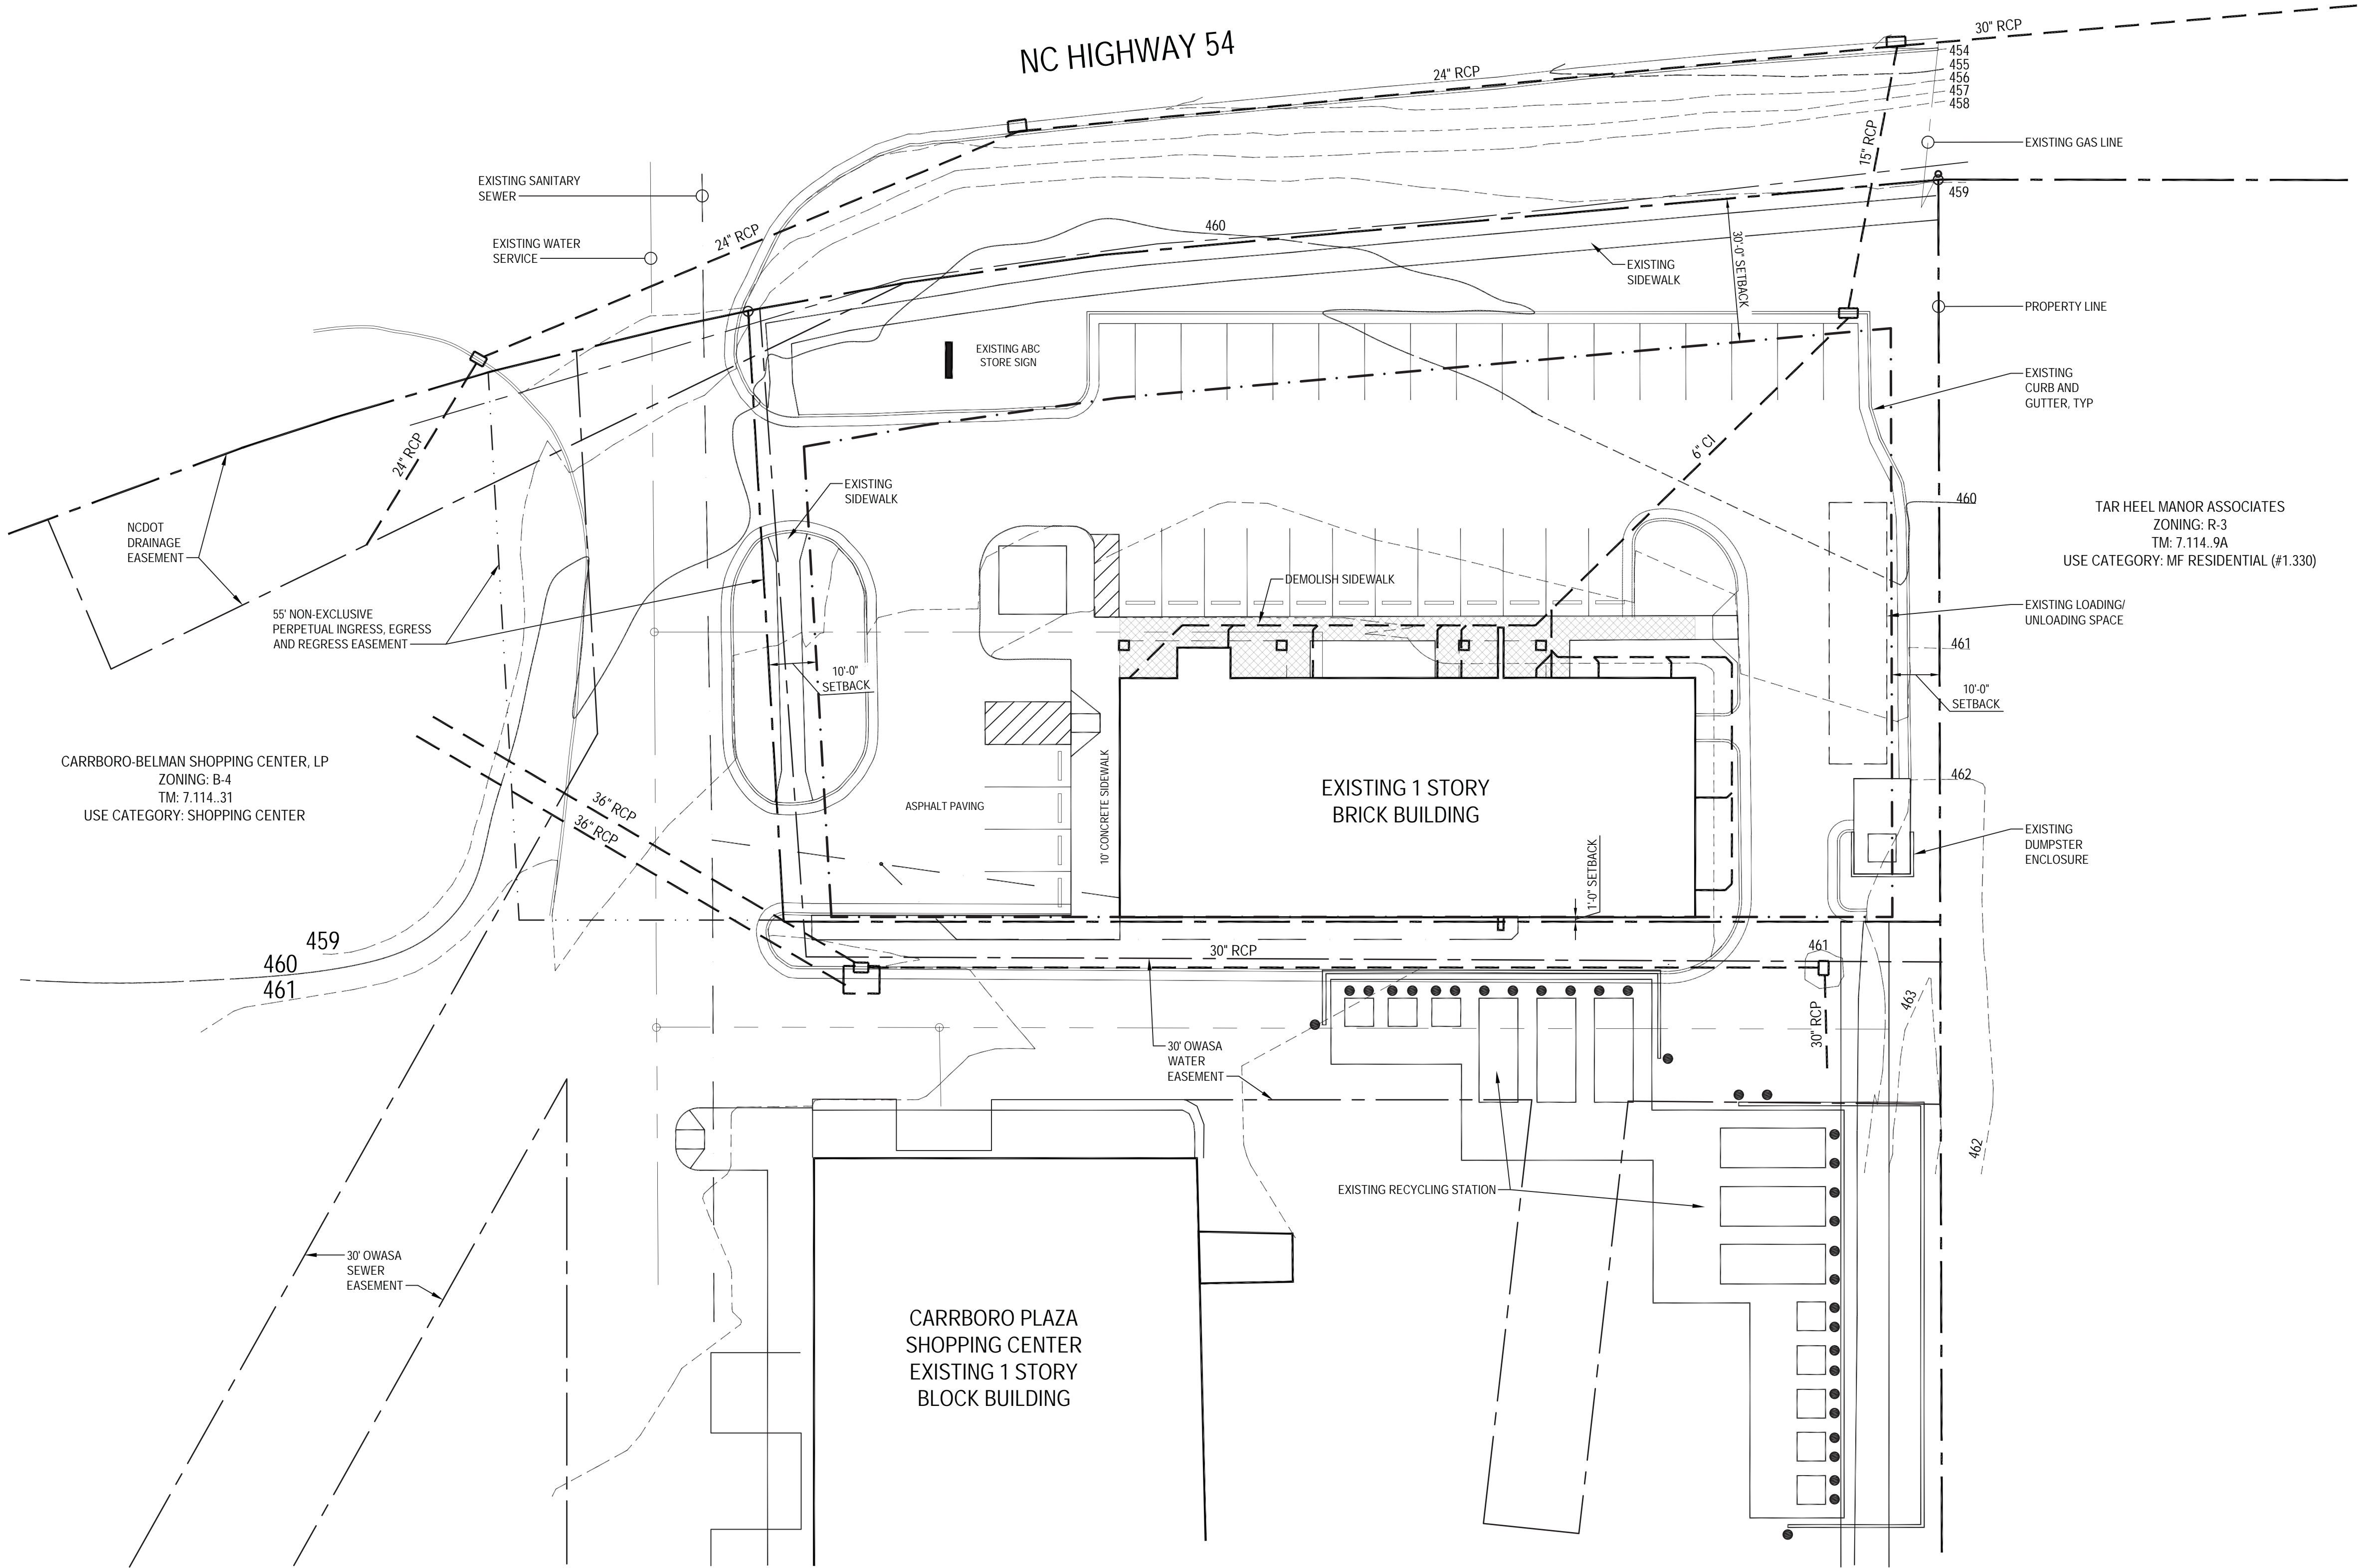 NC HIGHWAY 54
30" RCP
24" RCP
454
455
456
457
458
15" RCP
EXISTING GAS LINE
EXISTING SANITARY
SEWER
459
24" RCP
460
EXISTING WATER
SERVICE
30'-0" SETBACK
EXISTING
SIDEWALK
PROPERTY LINE
EXISTING ABC
STORE SIGN
EXISTING
CURB AND
GUTTER, TYP
24" RCP
6" CI
EXISTING
SIDEWALK
460
TAR HEEL MANOR ASSOCIATES
ZONING: R-3
TM: 7.114..9A
USE CATEGORY: MF RESIDENTIAL (#1.330)
NCDOT
DRAINAGE
EASEMENT
DEMOLISH SIDEWALK
EXISTING LOADING/
UNLOADING SPACE
55' NON-EXCLUSIVE
PERPETUAL INGRESS, EGRESS
AND REGRESS EASEMENT
461
10'-0"
SETBACK
10'-0"
SETBACK
CARRBORO-BELMAN SHOPPING CENTER, LP
ZONING: B-4
TM: 7.114..31
USE CATEGORY: SHOPPING CENTER
36" RCP
36" RCP
ASPHALT PAVING
10' CONCRETE SIDEWALK
EXISTING 1 STORY
BRICK BUILDING
462
1'-0" SETBACK
EXISTING
DUMPSTER
ENCLOSURE
459
460
461
30" RCP
461
463
30" RCP
30' OWASA
WATER
EASEMENT
462
EXISTING RECYCLING STATION
30' OWASA
SEWER
EASEMENT
CARRBORO PLAZA
SHOPPING CENTER
EXISTING 1 STORY
BLOCK BUILDING